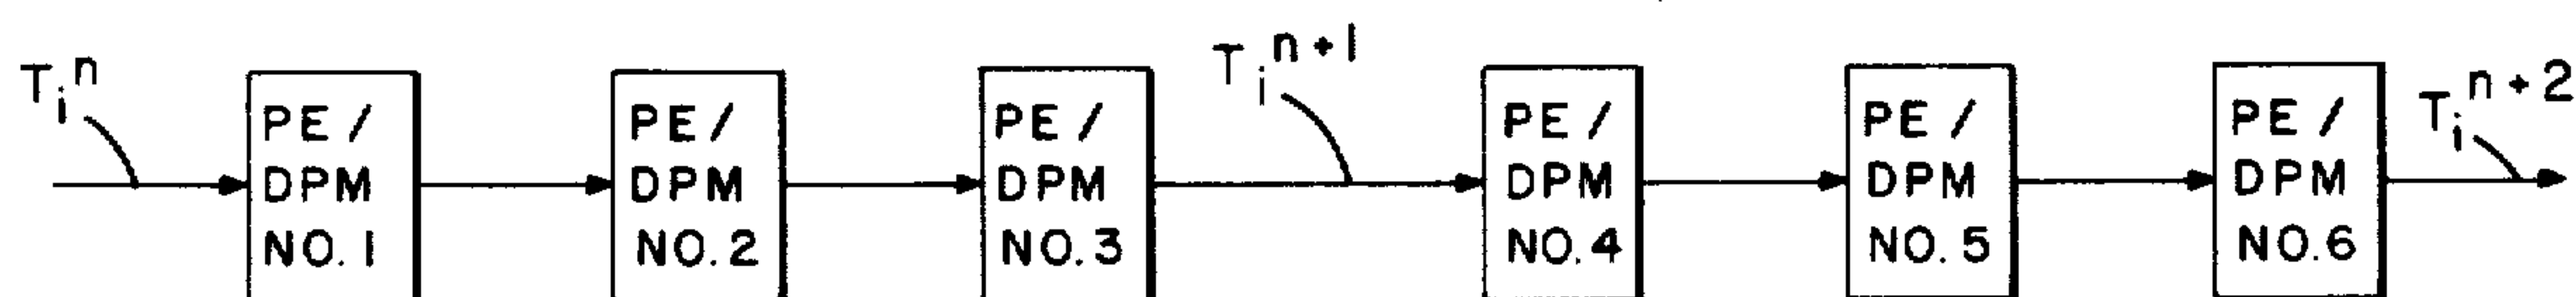 T_i^n
PE /
DPM
NO. 1
PE /
DPM
NO. 2
PE /
DPM
NO. 3
T_i^{n+1}
PE /
DPM
NO. 4
PE /
DPM
NO. 5
PE /
DPM
NO. 6
T_i^{n+2}